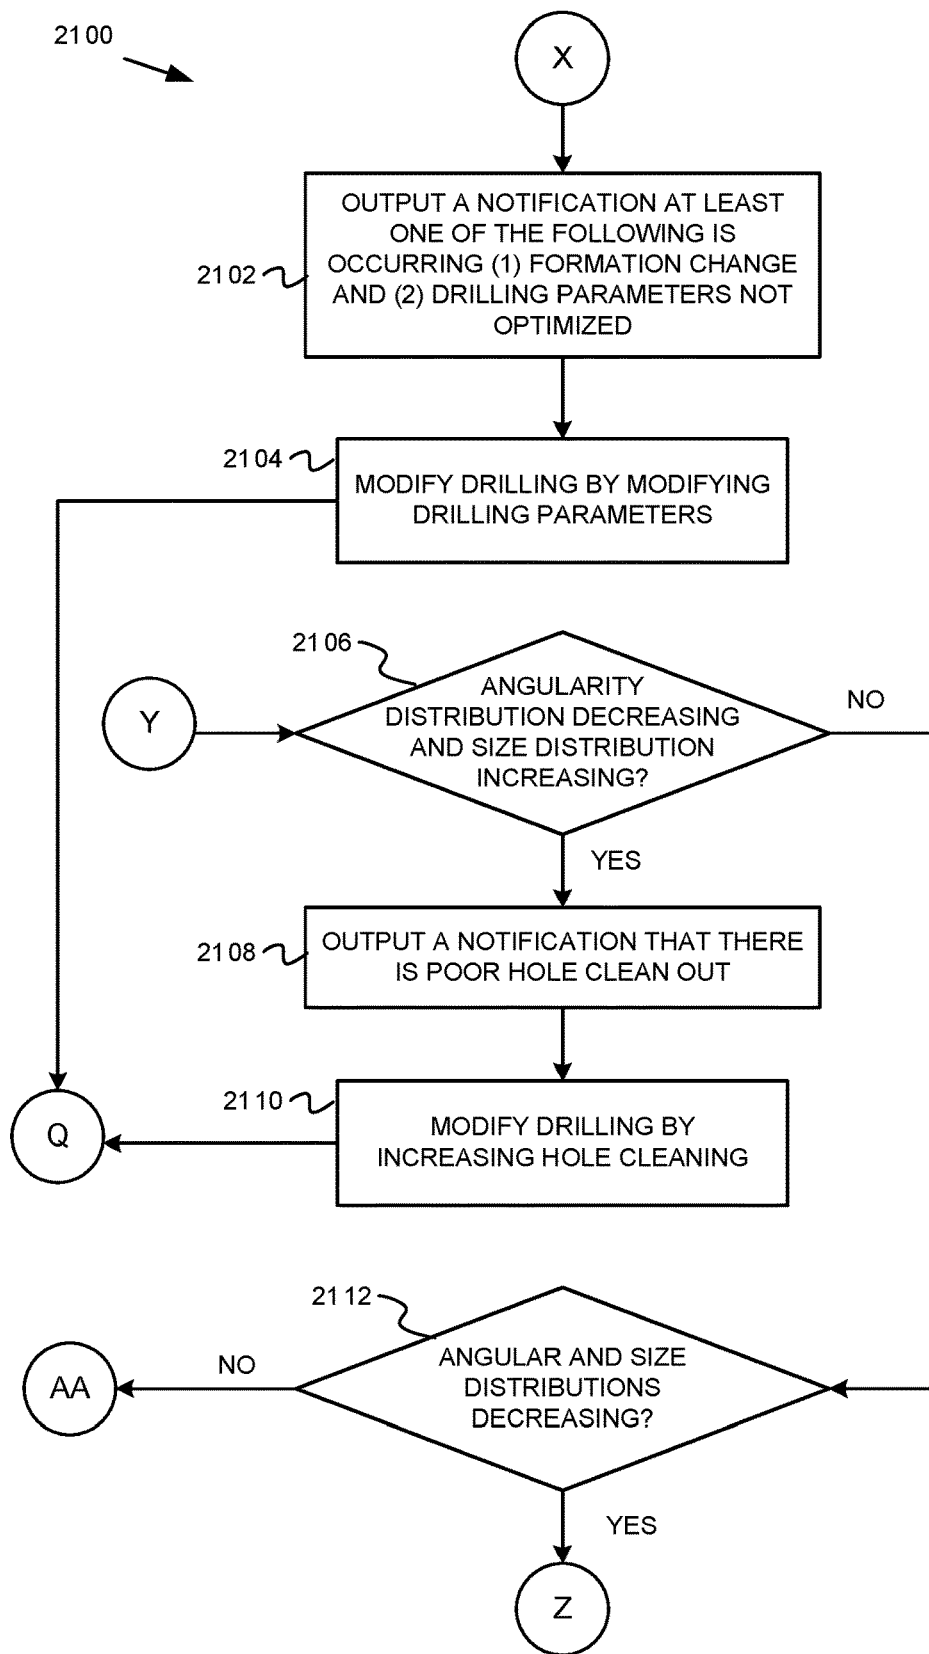 2100
X
OUTPUT A NOTIFICATION AT LEAST
ONE OF THE FOLLOWING IS
OCCURRING (1) FORMATION CHANGE
AND (2) DRILLING PARAMETERS NOT
OPTIMIZED
2102
2104
MODIFY DRILLING BY MODIFYING
DRILLING PARAMETERS
2106
Y
ANGULARITY
DISTRIBUTION DECREASING
AND SIZE DISTRIBUTION
INCREASING?
NO
YES
2108
OUTPUT A NOTIFICATION THAT THERE
IS POOR HOLE CLEAN OUT
2110
Q
MODIFY DRILLING BY
INCREASING HOLE CLEANING
2112
AA
NO
ANGULAR AND SIZE
DISTRIBUTIONS
DECREASING?
YES
Z